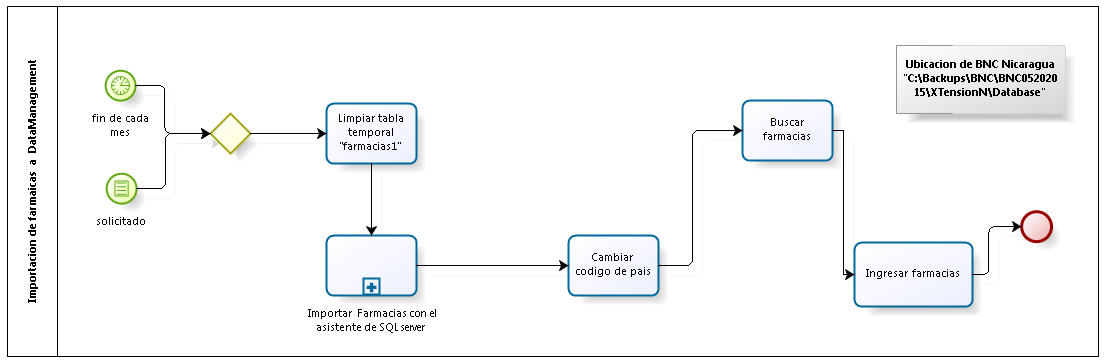 Importacion de farmaicas a DataManagement
fin de cada
mes
solicitado
Limpiar tabla
temporal
"farmacias1"
Importar Farmacias con el
asistente de SQL server
Cambiar
codigo de pais
Buscar
farmacias
Ingresar farmacias
Ubicacion de BNC Nicaragua
"C:\Backups\BNC\BNC052020
15\XTensionN\Database"